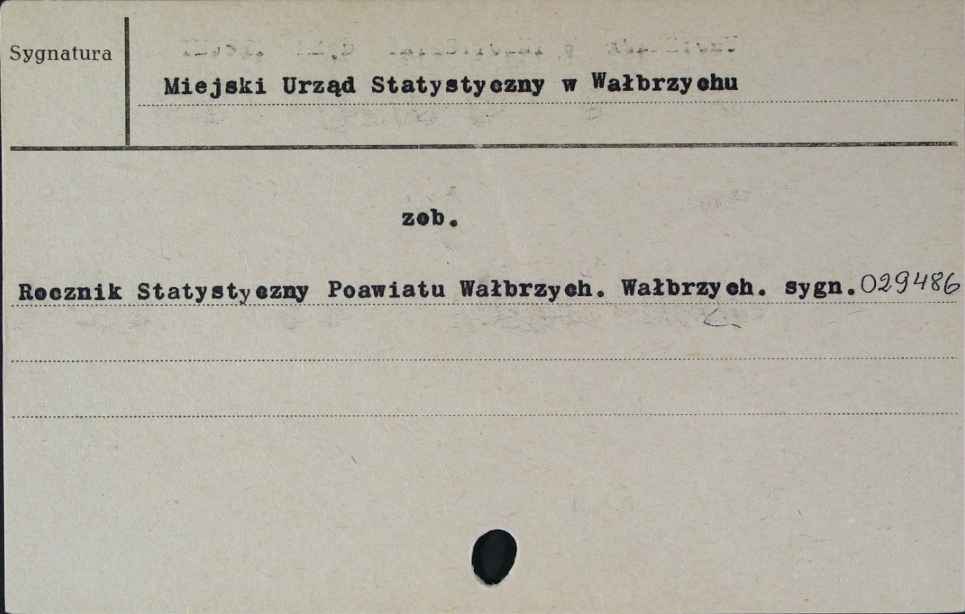 Sygnatura
Miejski Urząd Statystyczny w Wałbrzychu
zob.
Rocznik Statystyczny Poawiatu Wałbrzych. Wałbrzych. sygn. 029486